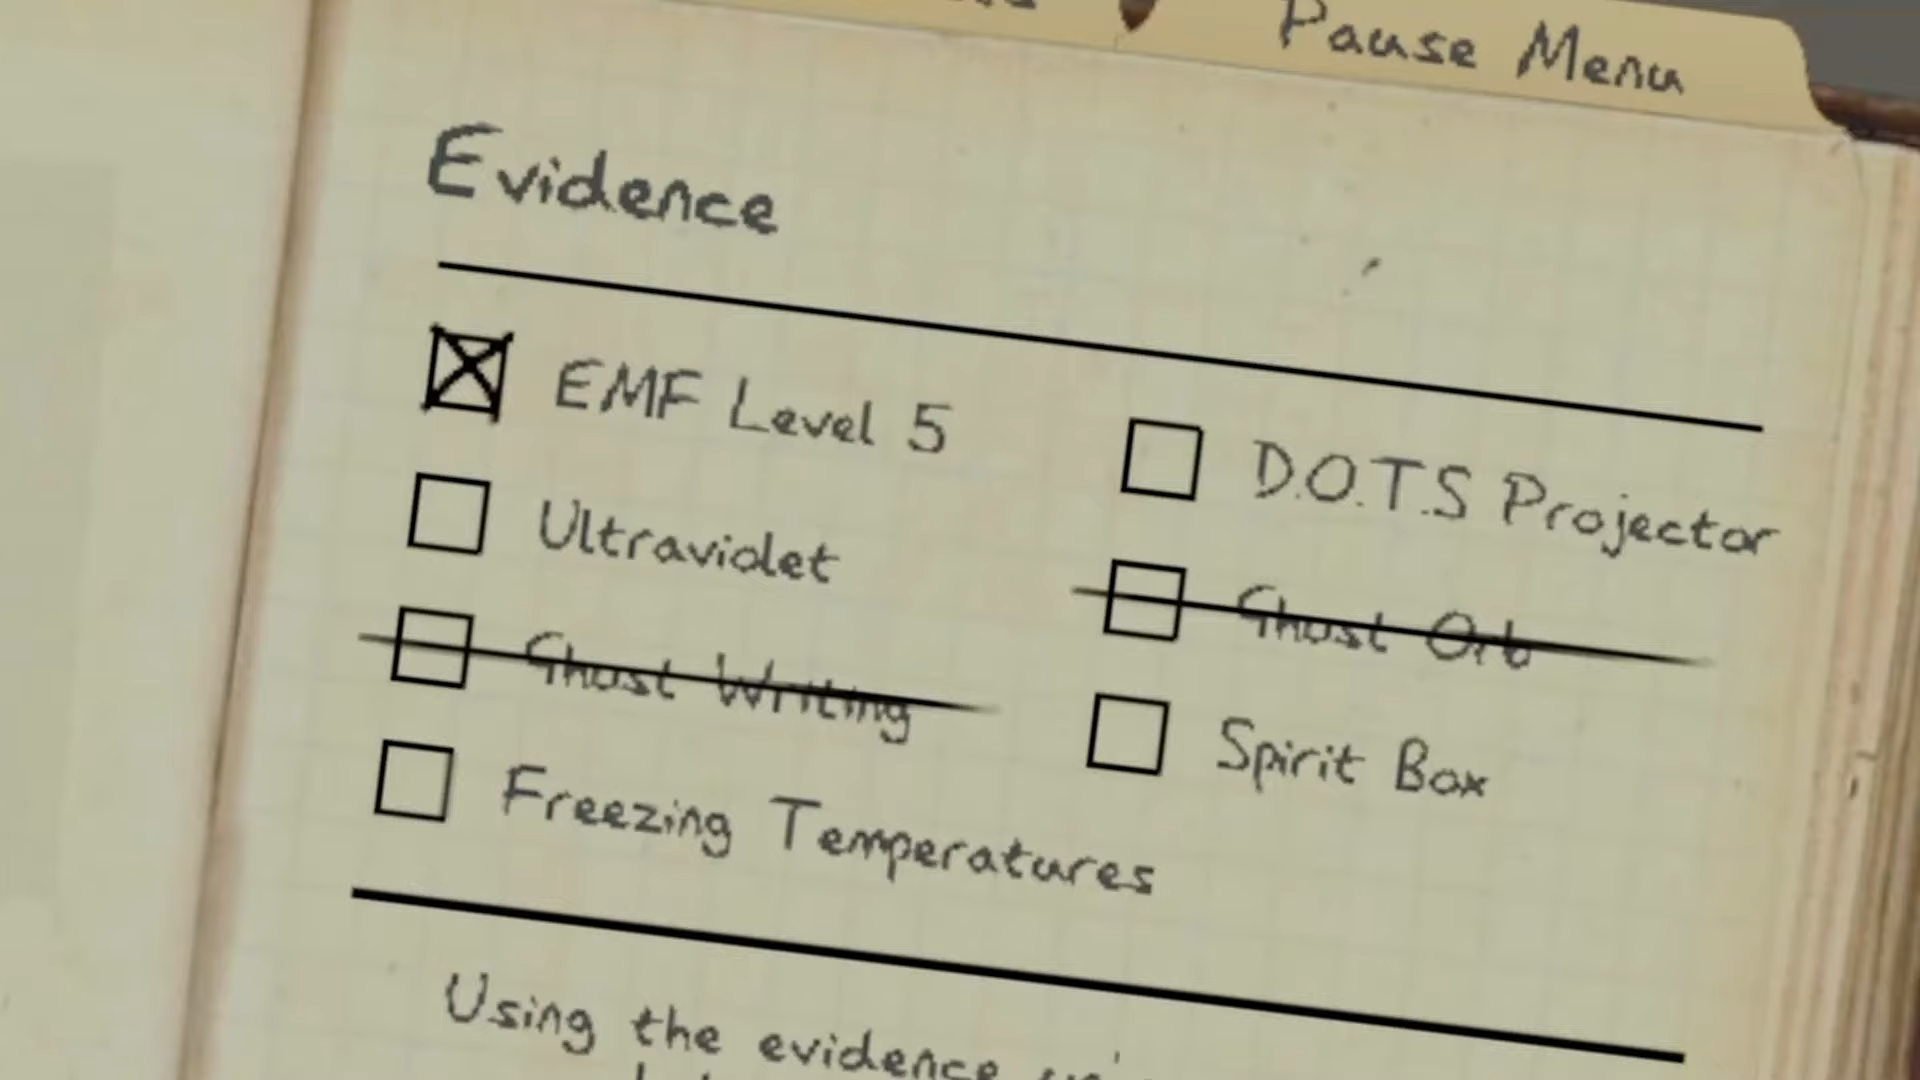 Pause Menu
Evidence
EMF Level 5
D.O.T.S Projector
Ultraviolet
Ghost Orb
Ghost Writing
Spirit Box
Freezing Temperatures
Using the evidence